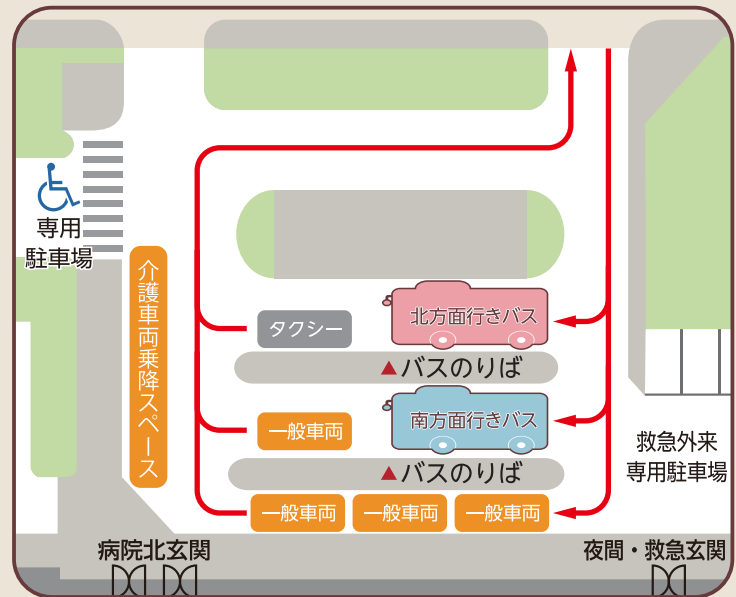 専用
駐車場
介護車両乗降スペース
タクシー
北方面行きバス
▲バスのりば
一般車両
南方面行きバス
▲バスのりば
一般車両
一般車両
一般車両
救急外来
専用駐車場
病院北玄関
夜間・救急玄関